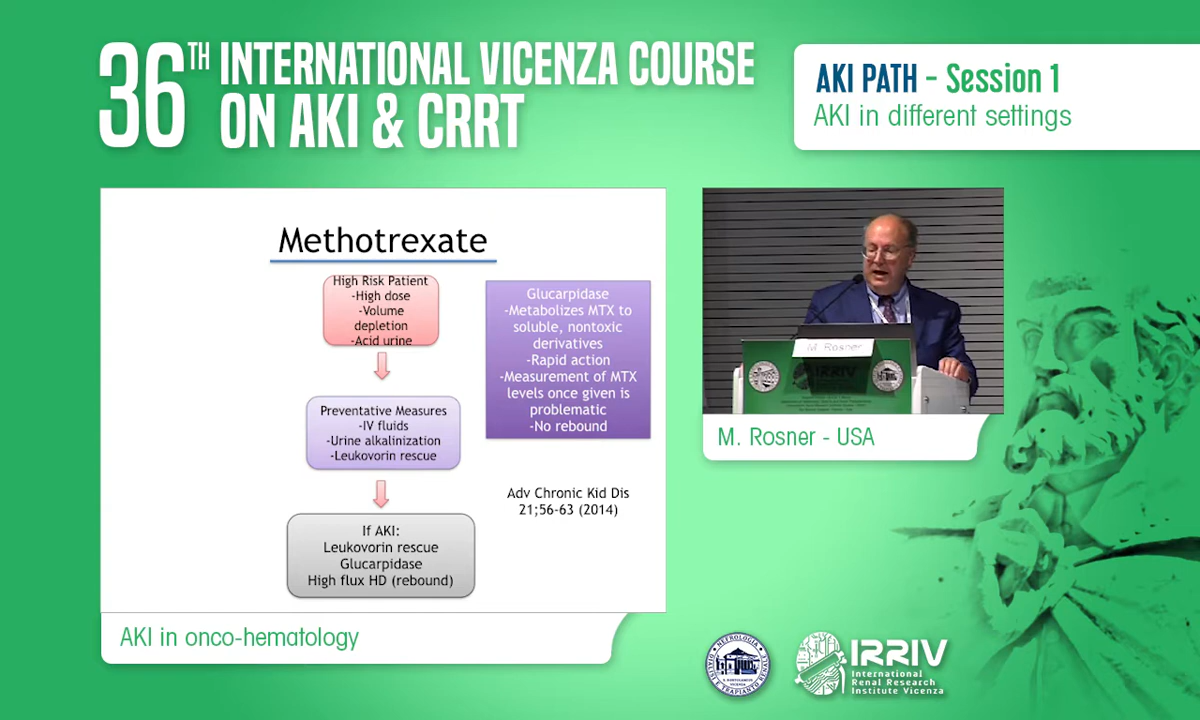 36TH INTERNATIONAL VICENZA COURSE
ON AKI & CRRT
AKI PATH - Session 1
AKI in different settings
Methotrexate
High Risk Patient
-High dose
-Volume
depletion
-Acid urine
Preventative Measures
-IV fluids
-Urine alkalinization
-Leukovorin rescue
If AKI:
Leukovorin rescue
Glucarpidase
High flux HD (rebound)
Glucarpidase
-Metabolizes MTX to
soluble, nontoxic
derivatives
-Rapid action
-Measurement of MTX
levels once given is
problematic
-No rebound
Adv Chronic Kid Dis
21;56-63 (2014)
M. Rosner
IRRIV
M. Rosner - USA
AKI in onco-hematology
IRRIV
International
Renal Research
Institute Vicenza